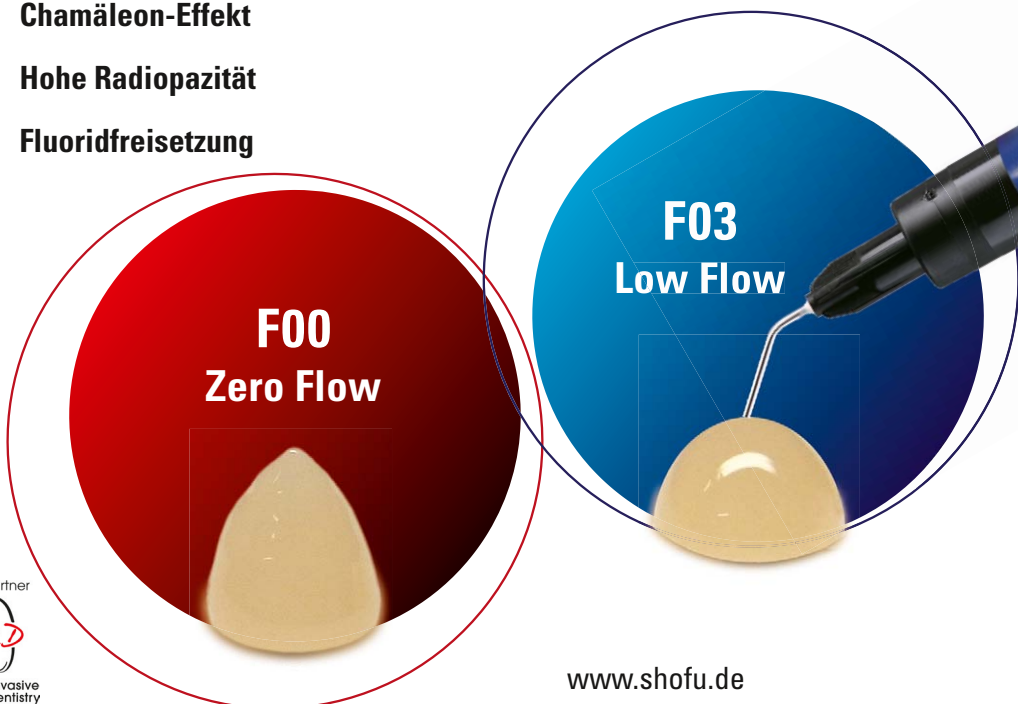 Chamäleon-Effekt
Hohe Radiopazität
Fluoridfreisetzung
F03
Low Flow
F00
Zero Flow
www.shofu.de